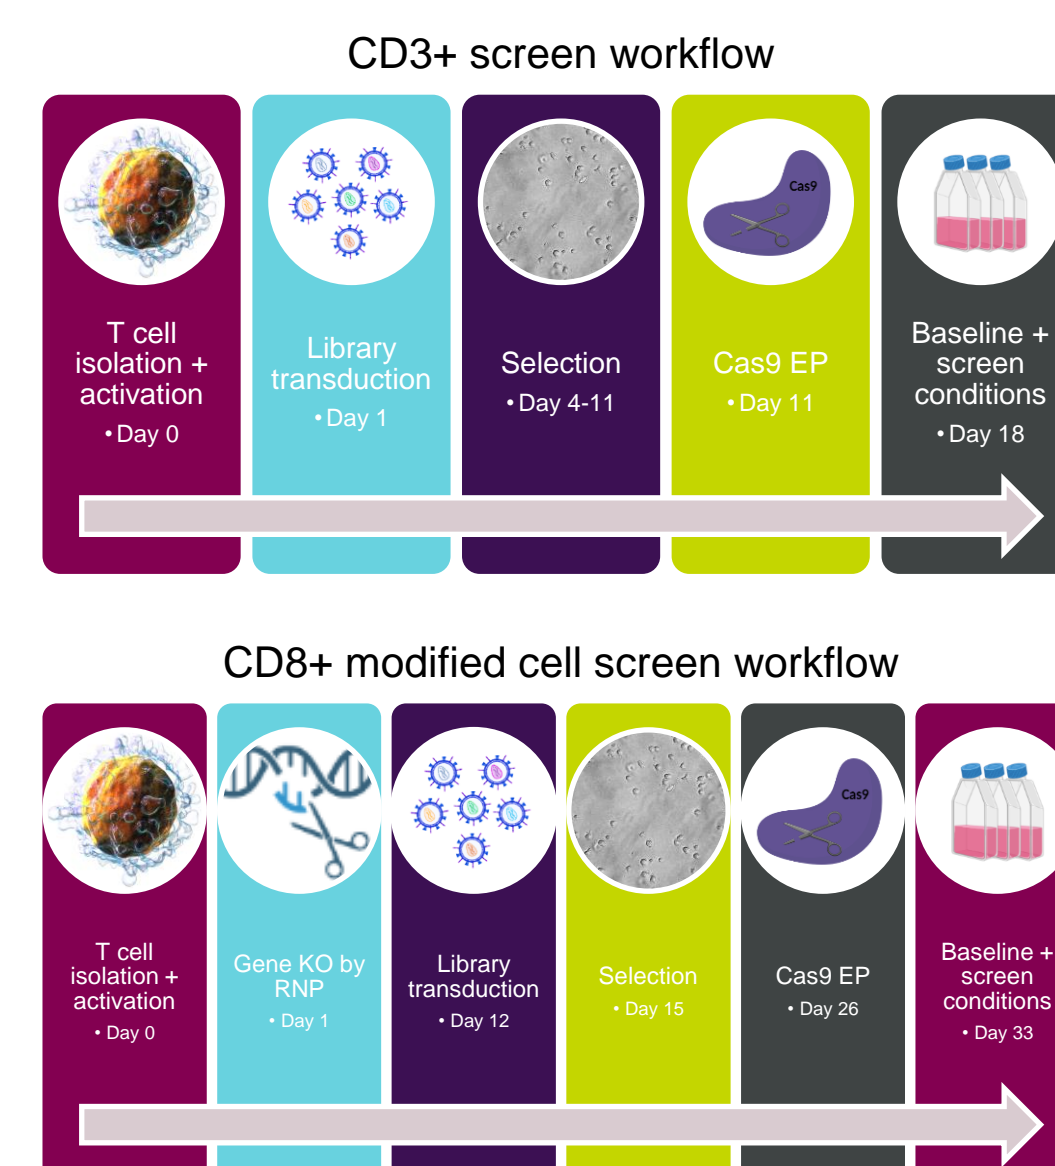 CD3+ screen workflow
Cas9
T cell
isolation +
activation
• Day 0
Library
transduction
• Day 1
Selection
• Day 4-11
Cas9 EP
• Day 11
Baseline +
screen
conditions
• Day 18
CD8+ modified cell screen workflow
Cas9
T cell
isolation +
activation
• Day 0
Gene KO by
RNP
• Day 1
Library
transduction
• Day 12
Selection
• Day 15
Cas9 EP
• Day 26
Baseline +
screen
conditions
• Day 33